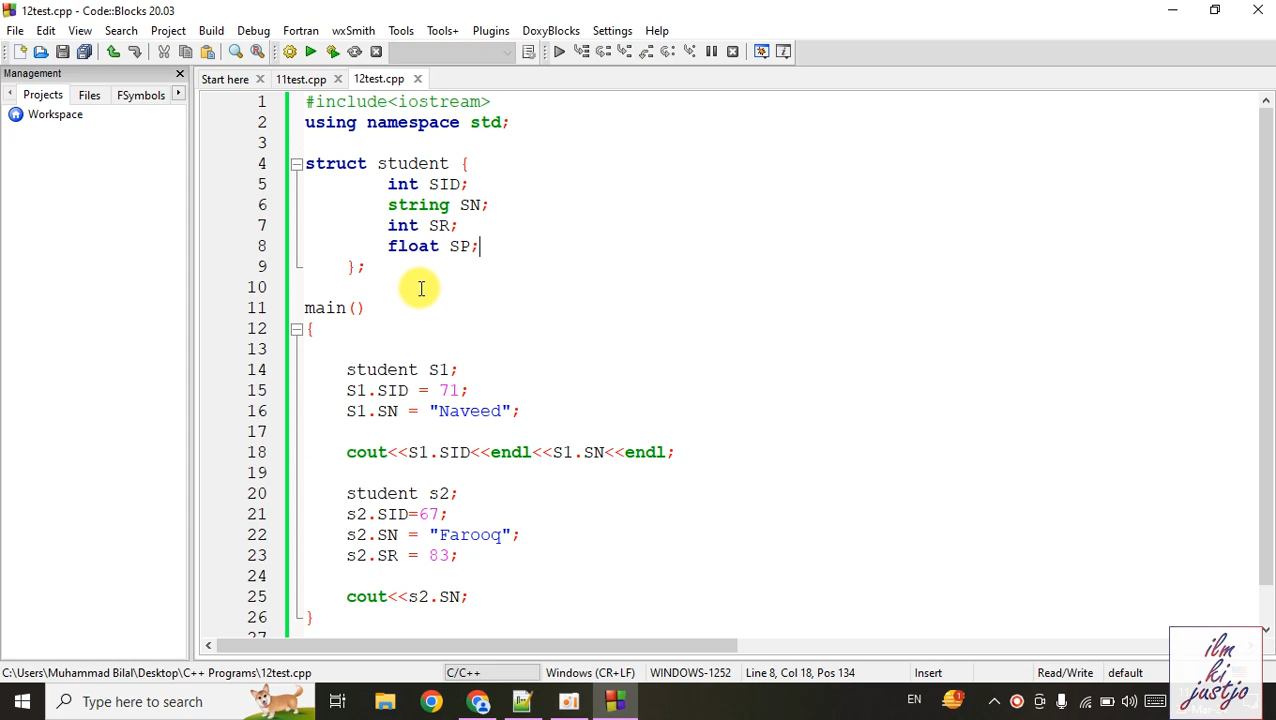 12test.cpp - Code::Blocks 20.03
File Edit View Search Project Build Debug Fortran wxSmith Tools Tools+ Plugins DoxyBlocks Settings Help
Management
Start here 11test.cpp 12test.cpp
Projects Files FSymbols
Workspace
1 #include<iostream>
2 using namespace std;
3
4 struct student {
5 int SID;
6 string SN;
7 int SR;
8 float SP;
9 };
10
11 main()
12 {
13
14 student S1;
15 S1.SID = 71;
16 S1.SN = "Naveed";
17
18 cout<<S1.SID<<endl<<S1.SN<<endl;
19
20 student s2;
21 s2.SID=67;
22 s2.SN = "Farooq";
23 s2.SR = 83;
24
25 cout<<s2.SN;
26 }
27
C:\Users\Muhammad Bilal\Desktop\C++ Programs\12test.cpp C/C++ Windows (CR+LF) WINDOWS-1252 Line 8, Col 18, Pos 134 Insert Read/Write default
Type here to search
EN
1
ilm
ki
justjo